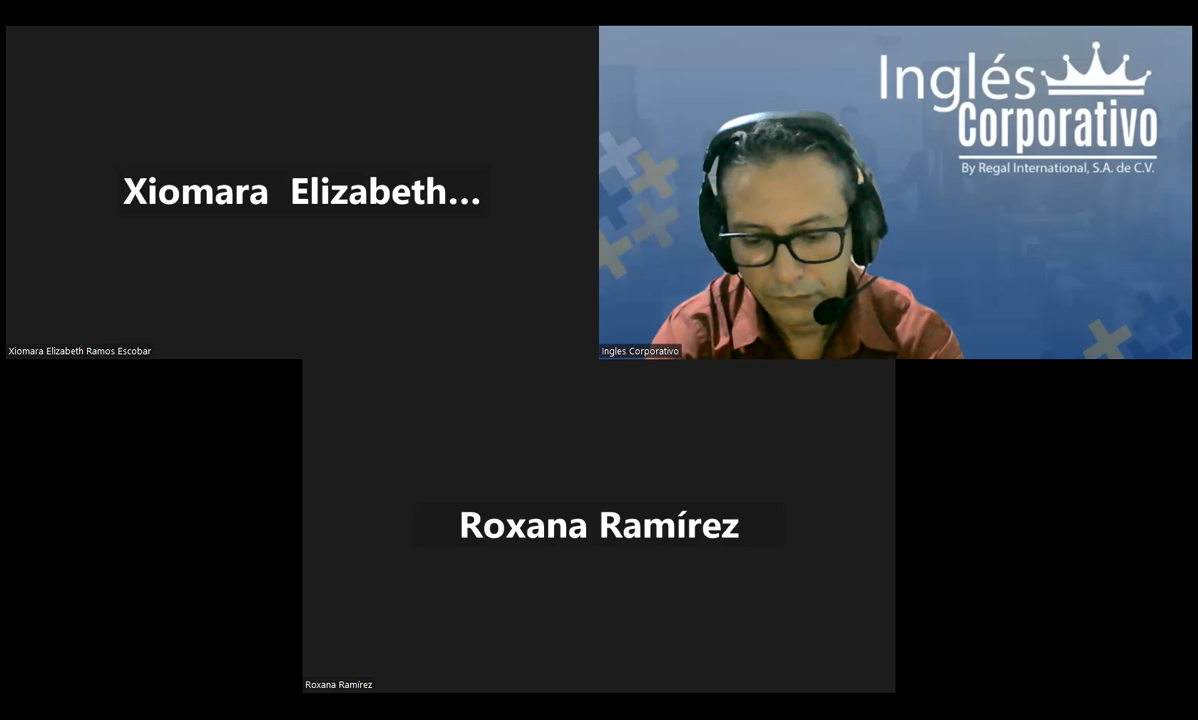 Xiomara Elizabeth...
Xiomara Elizabeth Ramos Escobar
Inglés
Corporativo
By Regal International, S.A. de C.V.
Ingles Corporativo
Roxana Ramírez
Roxana Ramírez